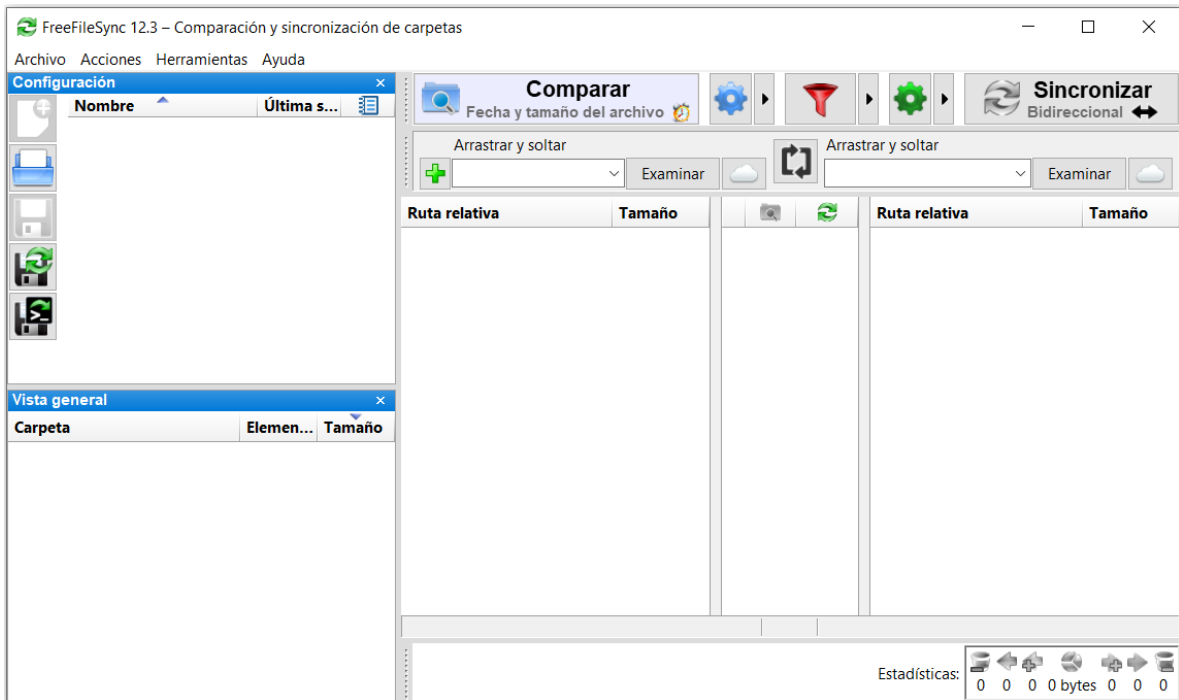 FreeFileSync 12.3 – Comparación y sincronización de carpetas
Archivo Acciones Herramientas Ayuda
Configuración
Nombre Última s...
Comparar
Fecha y tamaño del archivo
Sincronizar
Bidireccional
Arrastrar y soltar
Examinar
Arrastrar y soltar
Examinar
Ruta relativa Tamaño
Ruta relativa Tamaño
Vista general
Carpeta Elemen... Tamaño
Estadísticas:
0 0 0 0 bytes 0 0 0